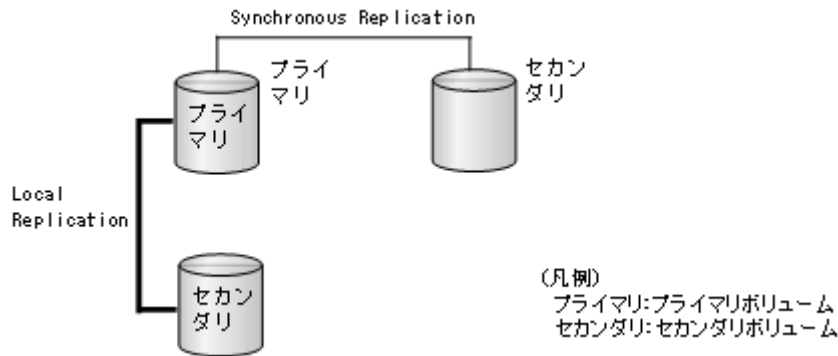 Synchronous Replication
プライ
マリ
セカン
ダリ
プライ
マリ
Local
Replication
セカン
ダリ
(凡例)
プライマリ:プライマリボリューム
セカンダリ:セカンダリボリューム